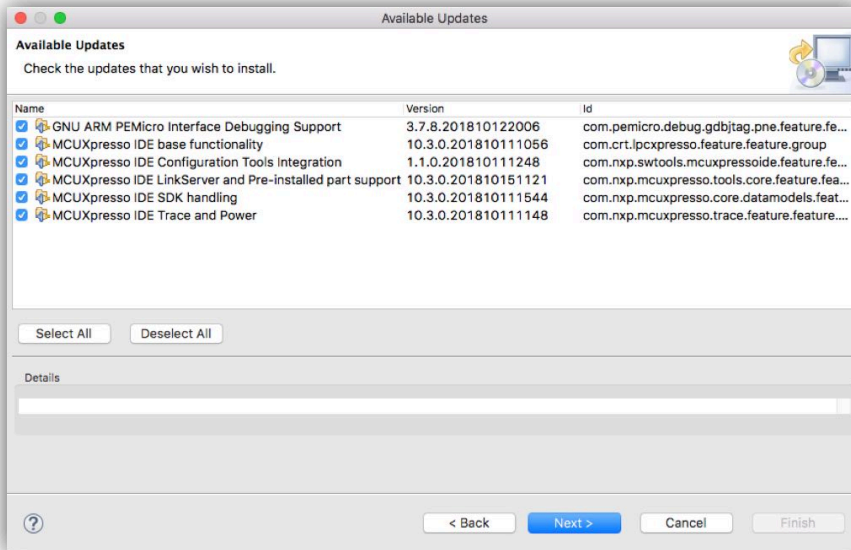 Available Updates
Available Updates
Check the updates that you wish to install.
Name Version Id
GNU ARM PEMicro Interface Debugging Support 3.7.8.201810122006 com.pemicro.debug.gdbjtag.pne.feature.fe...
MCUXpresso IDE base functionality 10.3.0.201810111056 com.crt.lpcxpresso.feature.feature.group
MCUXpresso IDE Configuration Tools Integration 1.1.0.201810111248 com.nxp.swtools.mcuxpressoide.feature.fe...
MCUXpresso IDE LinkServer and Pre-installed part support 10.3.0.201810151121 com.nxp.mcuxpresso.tools.core.feature.fea...
MCUXpresso IDE SDK handling 10.3.0.201810111544 com.nxp.mcuxpresso.core.datamodels.feat...
MCUXpresso IDE Trace and Power 10.3.0.201810111148 com.nxp.mcuxpresso.trace.feature.feature....
Select All Deselect All
Details
? < Back Next > Cancel Finish